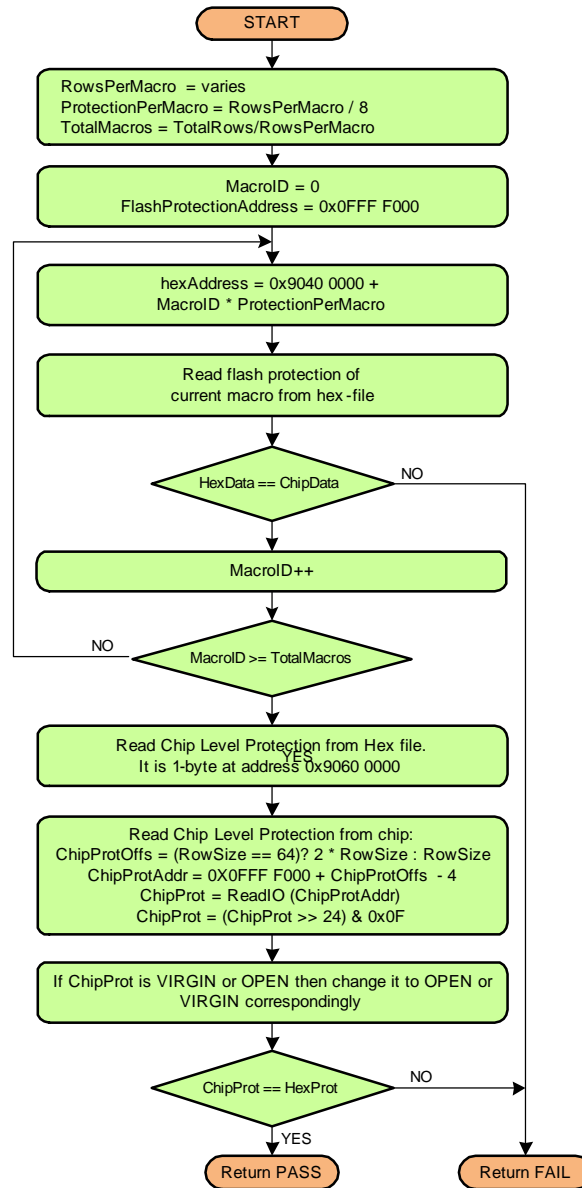 START
RowsPerMacro = varies
ProtectionPerMacro = RowsPerMacro / 8
TotalMacros = TotalRows/RowsPerMacro
MacroID = 0
FlashProtectionAddress = 0x0FFF F000
hexAddress = 0x9040 0000 +
MacroID * ProtectionPerMacro
Read flash protection of
current macro from hex-file
HexData == ChipData
NO
MacroID++
NO
MacroID >= TotalMacros
YES
Read Chip Level Protection from Hex file.
It is 1-byte at address 0x9060 0000
Read Chip Level Protection from chip:
ChipProtOffs = (RowSize == 64)? 2 * RowSize : RowSize
ChipProtAddr = 0X0FFF F000 + ChipProtOffs - 4
ChipProt = ReadIO (ChipProtAddr)
ChipProt = (ChipProt >> 24) & 0x0F
If ChipProt is VIRGIN or OPEN then change it to OPEN or
VIRGIN correspondingly
ChipProt == HexProt
NO
YES
Return PASS
Return FAIL